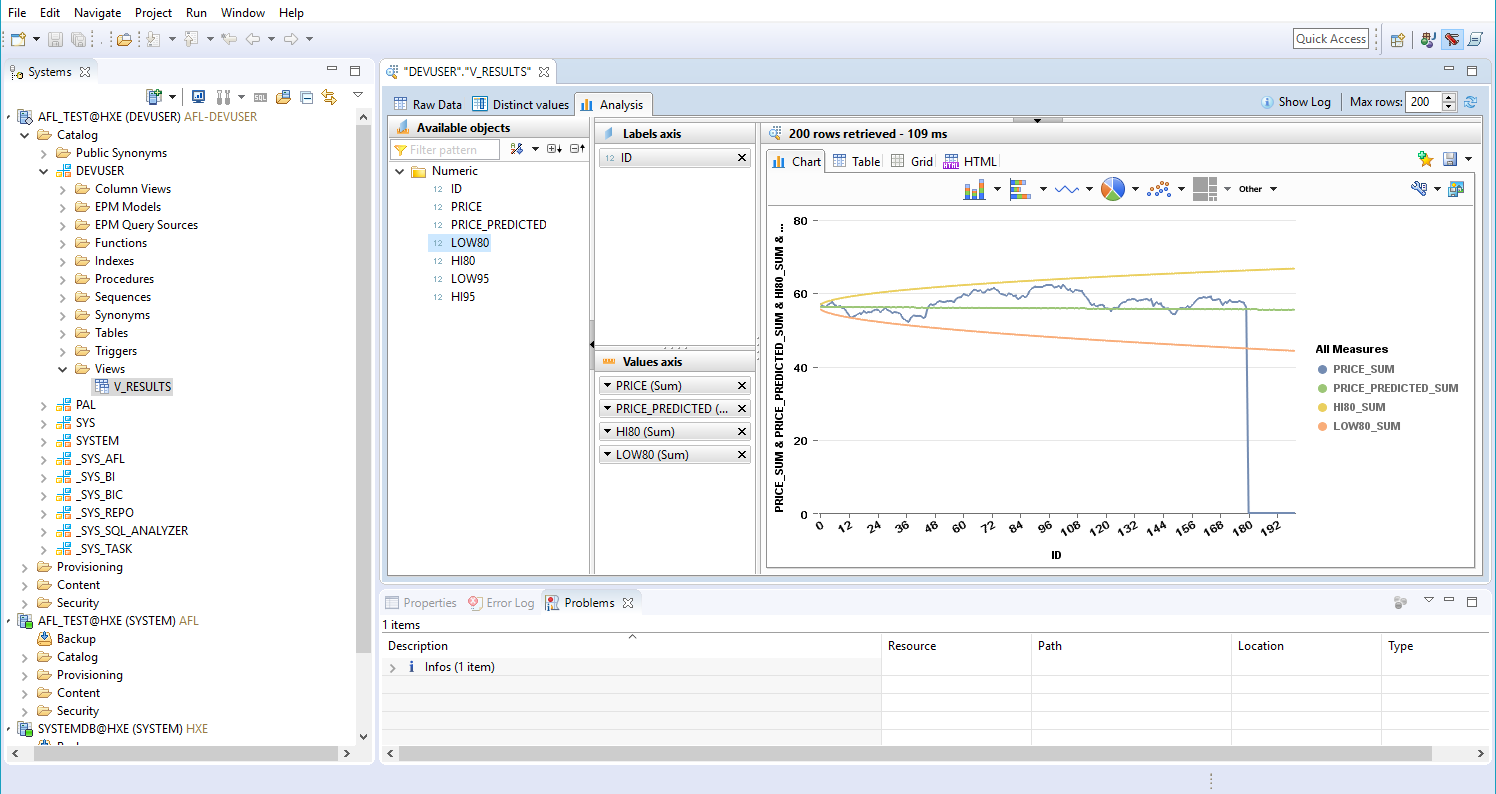 File Edit Navigate Project Run Window Help
Quick Access
Systems
AFL_TEST@HXE (DEVUSER) AFL-DEVUSER
Catalog
Public Synonyms
DEVUSER
Column Views
EPM Models
EPM Query Sources
Functions
Indexes
Procedures
Sequences
Synonyms
Tables
Triggers
Views
V_RESULTS
PAL
SYS
SYSTEM
_SYS_AFL
_SYS_BI
_SYS_BIC
_SYS_REPO
_SYS_SQL_ANALYZER
_SYS_TASK
Provisioning
Content
Security
AFL_TEST@HXE (SYSTEM) AFL
Backup
Catalog
Provisioning
Content
Security
SYSTEMDB@HXE (SYSTEM) HXE
"DEVUSER"."V_RESULTS"
Raw Data Distinct values Analysis
Show Log Max rows: 200
Available objects
Filter pattern
Numeric
12 ID
12 PRICE
12 PRICE_PREDICTED
12 LOW80
12 HI80
12 LOW95
12 HI95
Labels axis
12 ID
Values axis
PRICE (Sum)
PRICE_PREDICTED (...
HI80 (Sum)
LOW80 (Sum)
200 rows retrieved - 109 ms
Chart Table Grid HTML
Other
PRICE_SUM & PRICE_PREDICTED_SUM & HI80_SUM & ...
80
60
40
20
0
0 12 24 36 48 60 72 84 96 108 120 132 144 156 168 180 192
ID
All Measures
PRICE_SUM
PRICE_PREDICTED_SUM
HI80_SUM
LOW80_SUM
Properties Error Log Problems
1 items
Description Resource Path Location Type
Infos (1 item)